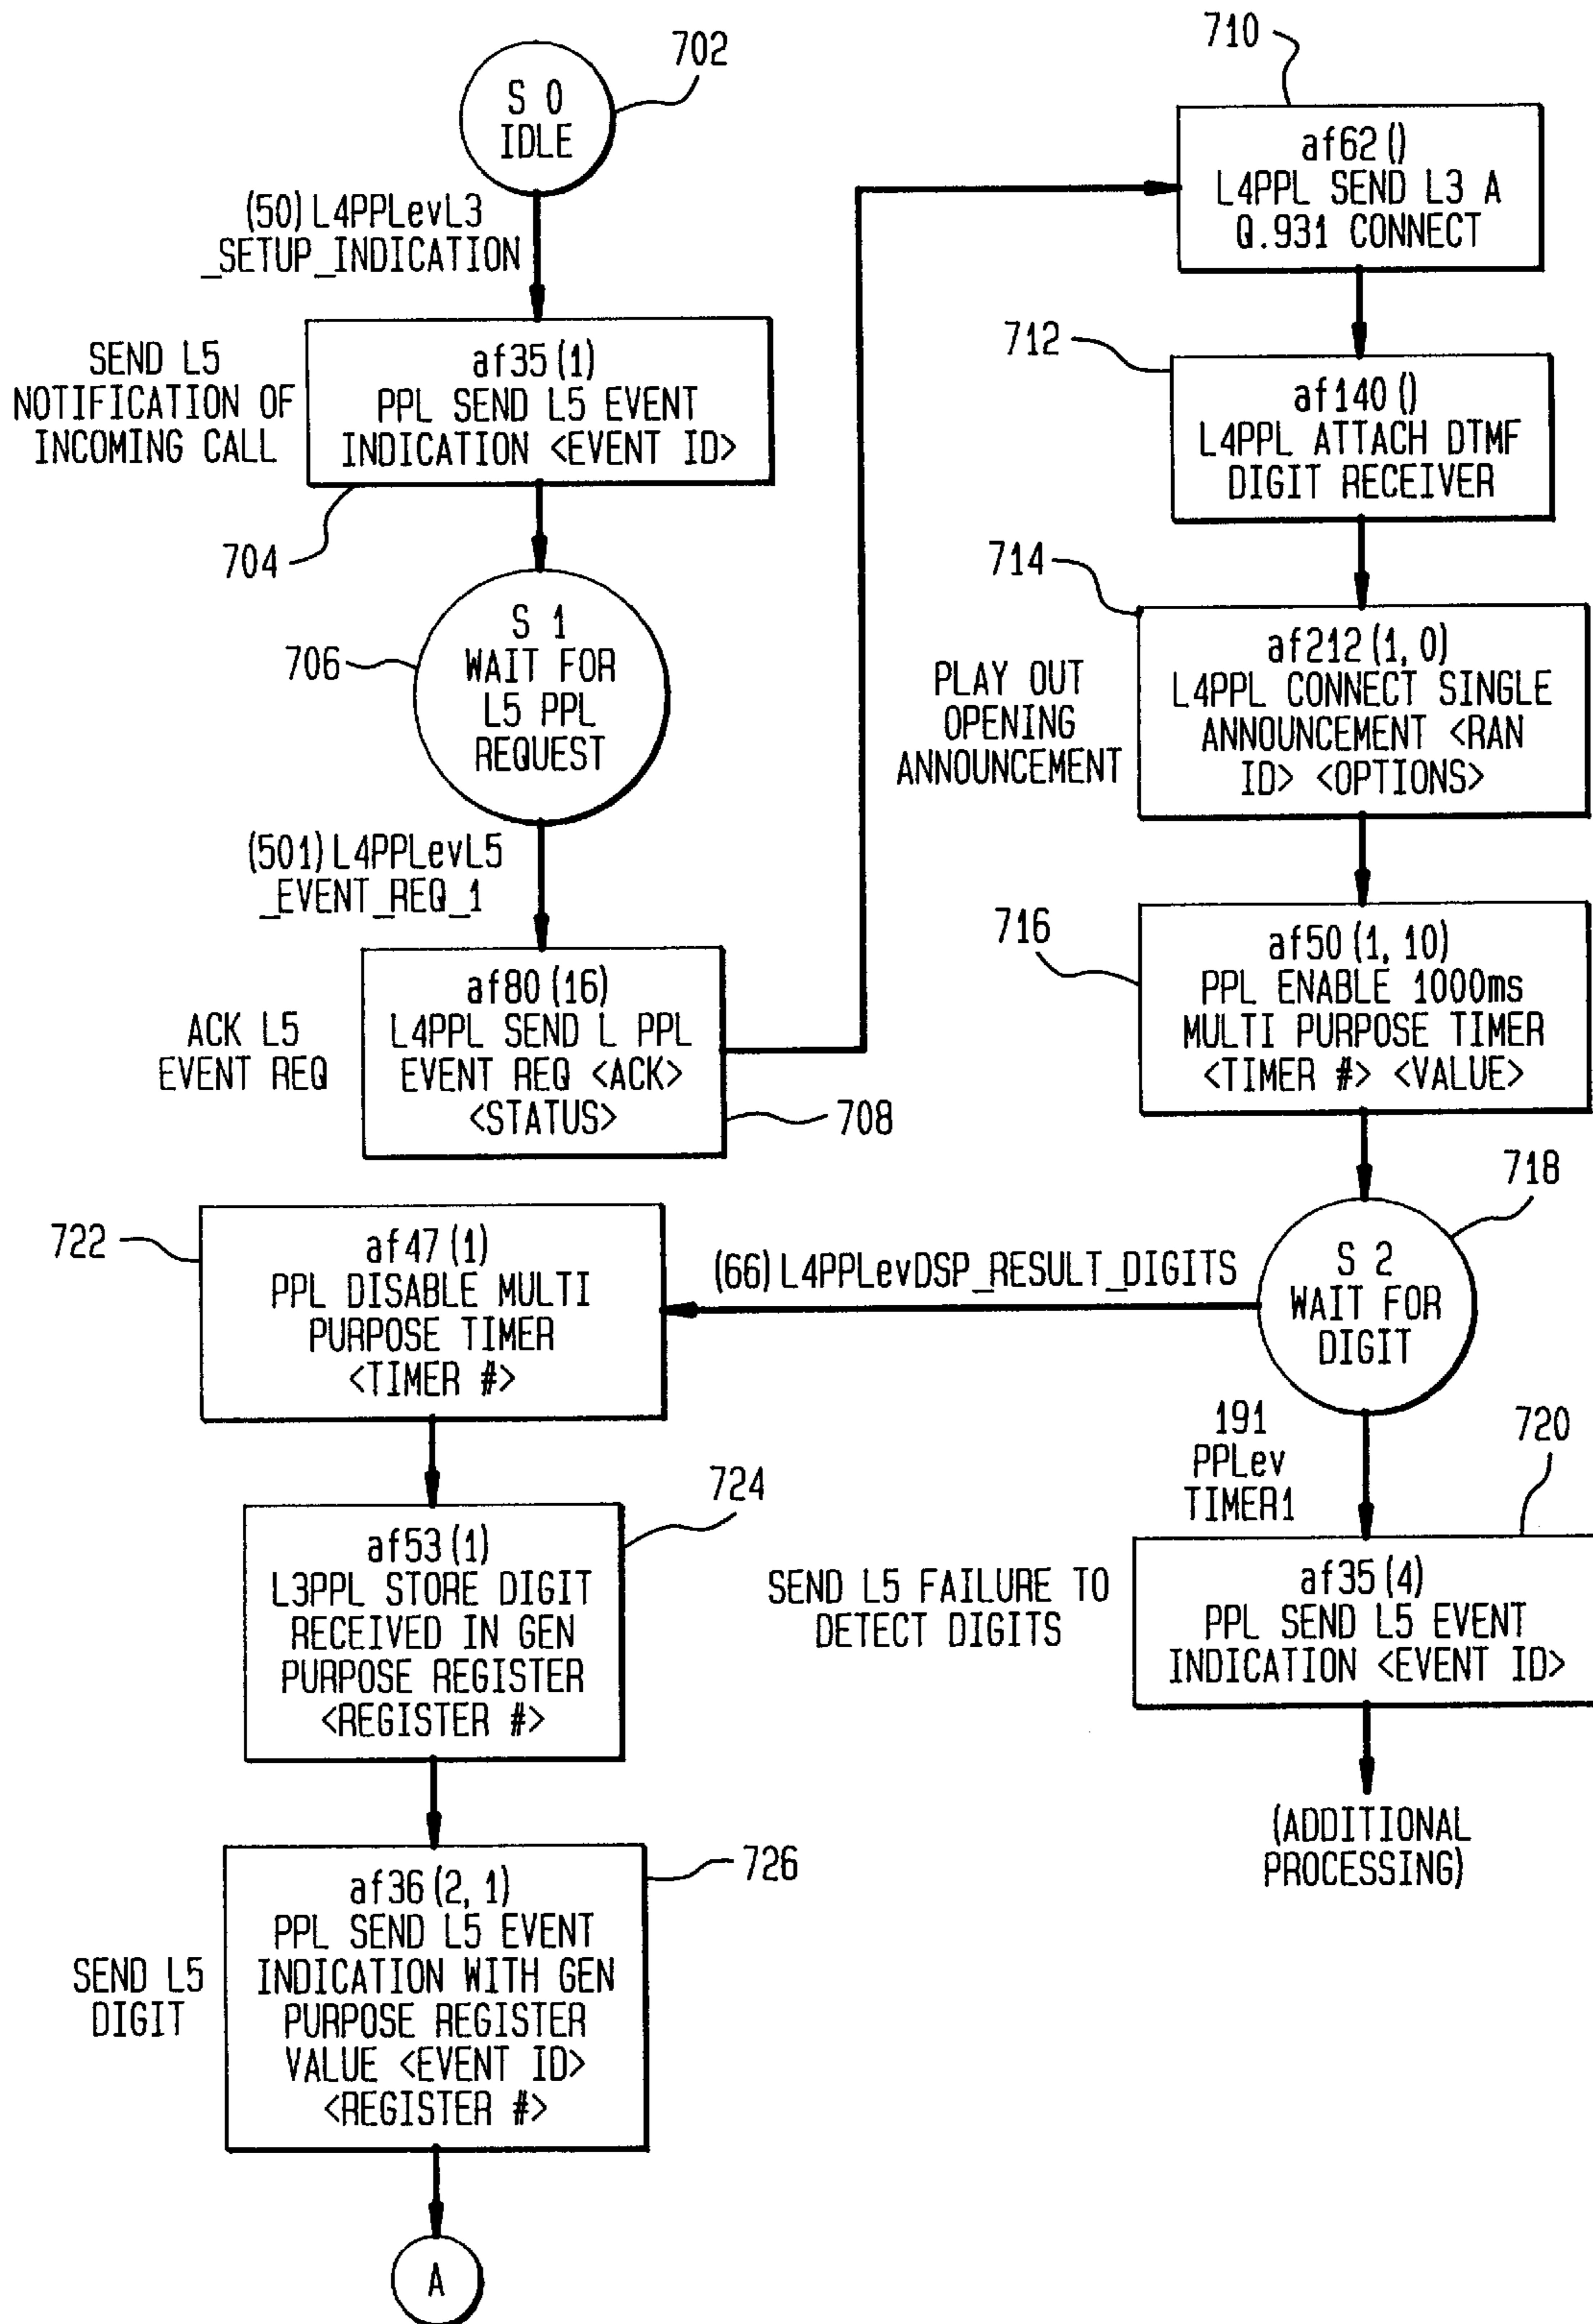 702
S 0
IDLE
(50) L4PPLevL3
_SETUP_INDICATION
SEND L5
NOTIFICATION OF
INCOMING CALL
af35 (1)
PPL SEND L5 EVENT
INDICATION <EVENT ID>
704
706
S 1
WAIT FOR
L5 PPL
REQUEST
(501) L4PPLevL5
_EVENT_REQ_1
ACK L5
EVENT REQ
af80 (16)
L4PPL SEND L PPL
EVENT REQ <ACK>
<STATUS>
708
710
af62 ()
L4PPL SEND L3 A
Q.931 CONNECT
712
af140 ()
L4PPL ATTACH DTMF
DIGIT RECEIVER
714
PLAY OUT
OPENING
ANNOUNCEMENT
af212 (1, 0)
L4PPL CONNECT SINGLE
ANNOUNCEMENT <RAN
ID> <OPTIONS>
716
af50 (1, 10)
PPL ENABLE 1000ms
MULTI PURPOSE TIMER
<TIMER #> <VALUE>
718
S 2
WAIT FOR
DIGIT
(66) L4PPLevDSP_RESULT_DIGITS
191
PPLev
TIMER1
720
SEND L5 FAILURE TO
DETECT DIGITS
af35 (4)
PPL SEND L5 EVENT
INDICATION <EVENT ID>
(ADDITIONAL
PROCESSING)
722
af47 (1)
PPL DISABLE MULTI
PURPOSE TIMER
<TIMER #>
724
af53 (1)
L3PPL STORE DIGIT
RECEIVED IN GEN
PURPOSE REGISTER
<REGISTER #>
726
SEND L5
DIGIT
af36 (2, 1)
PPL SEND L5 EVENT
INDICATION WITH GEN
PURPOSE REGISTER
VALUE <EVENT ID>
<REGISTER #>
A